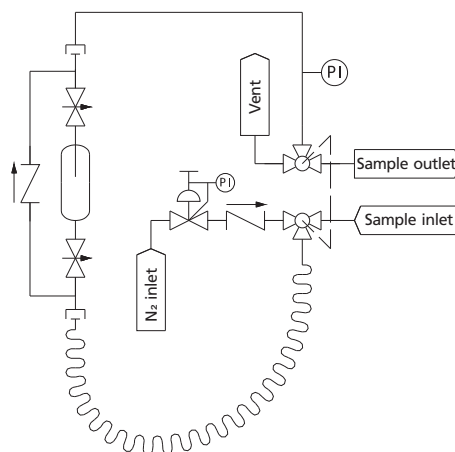 PI
Vent
Sample outlet
PI
Sample inlet
N₂ inlet